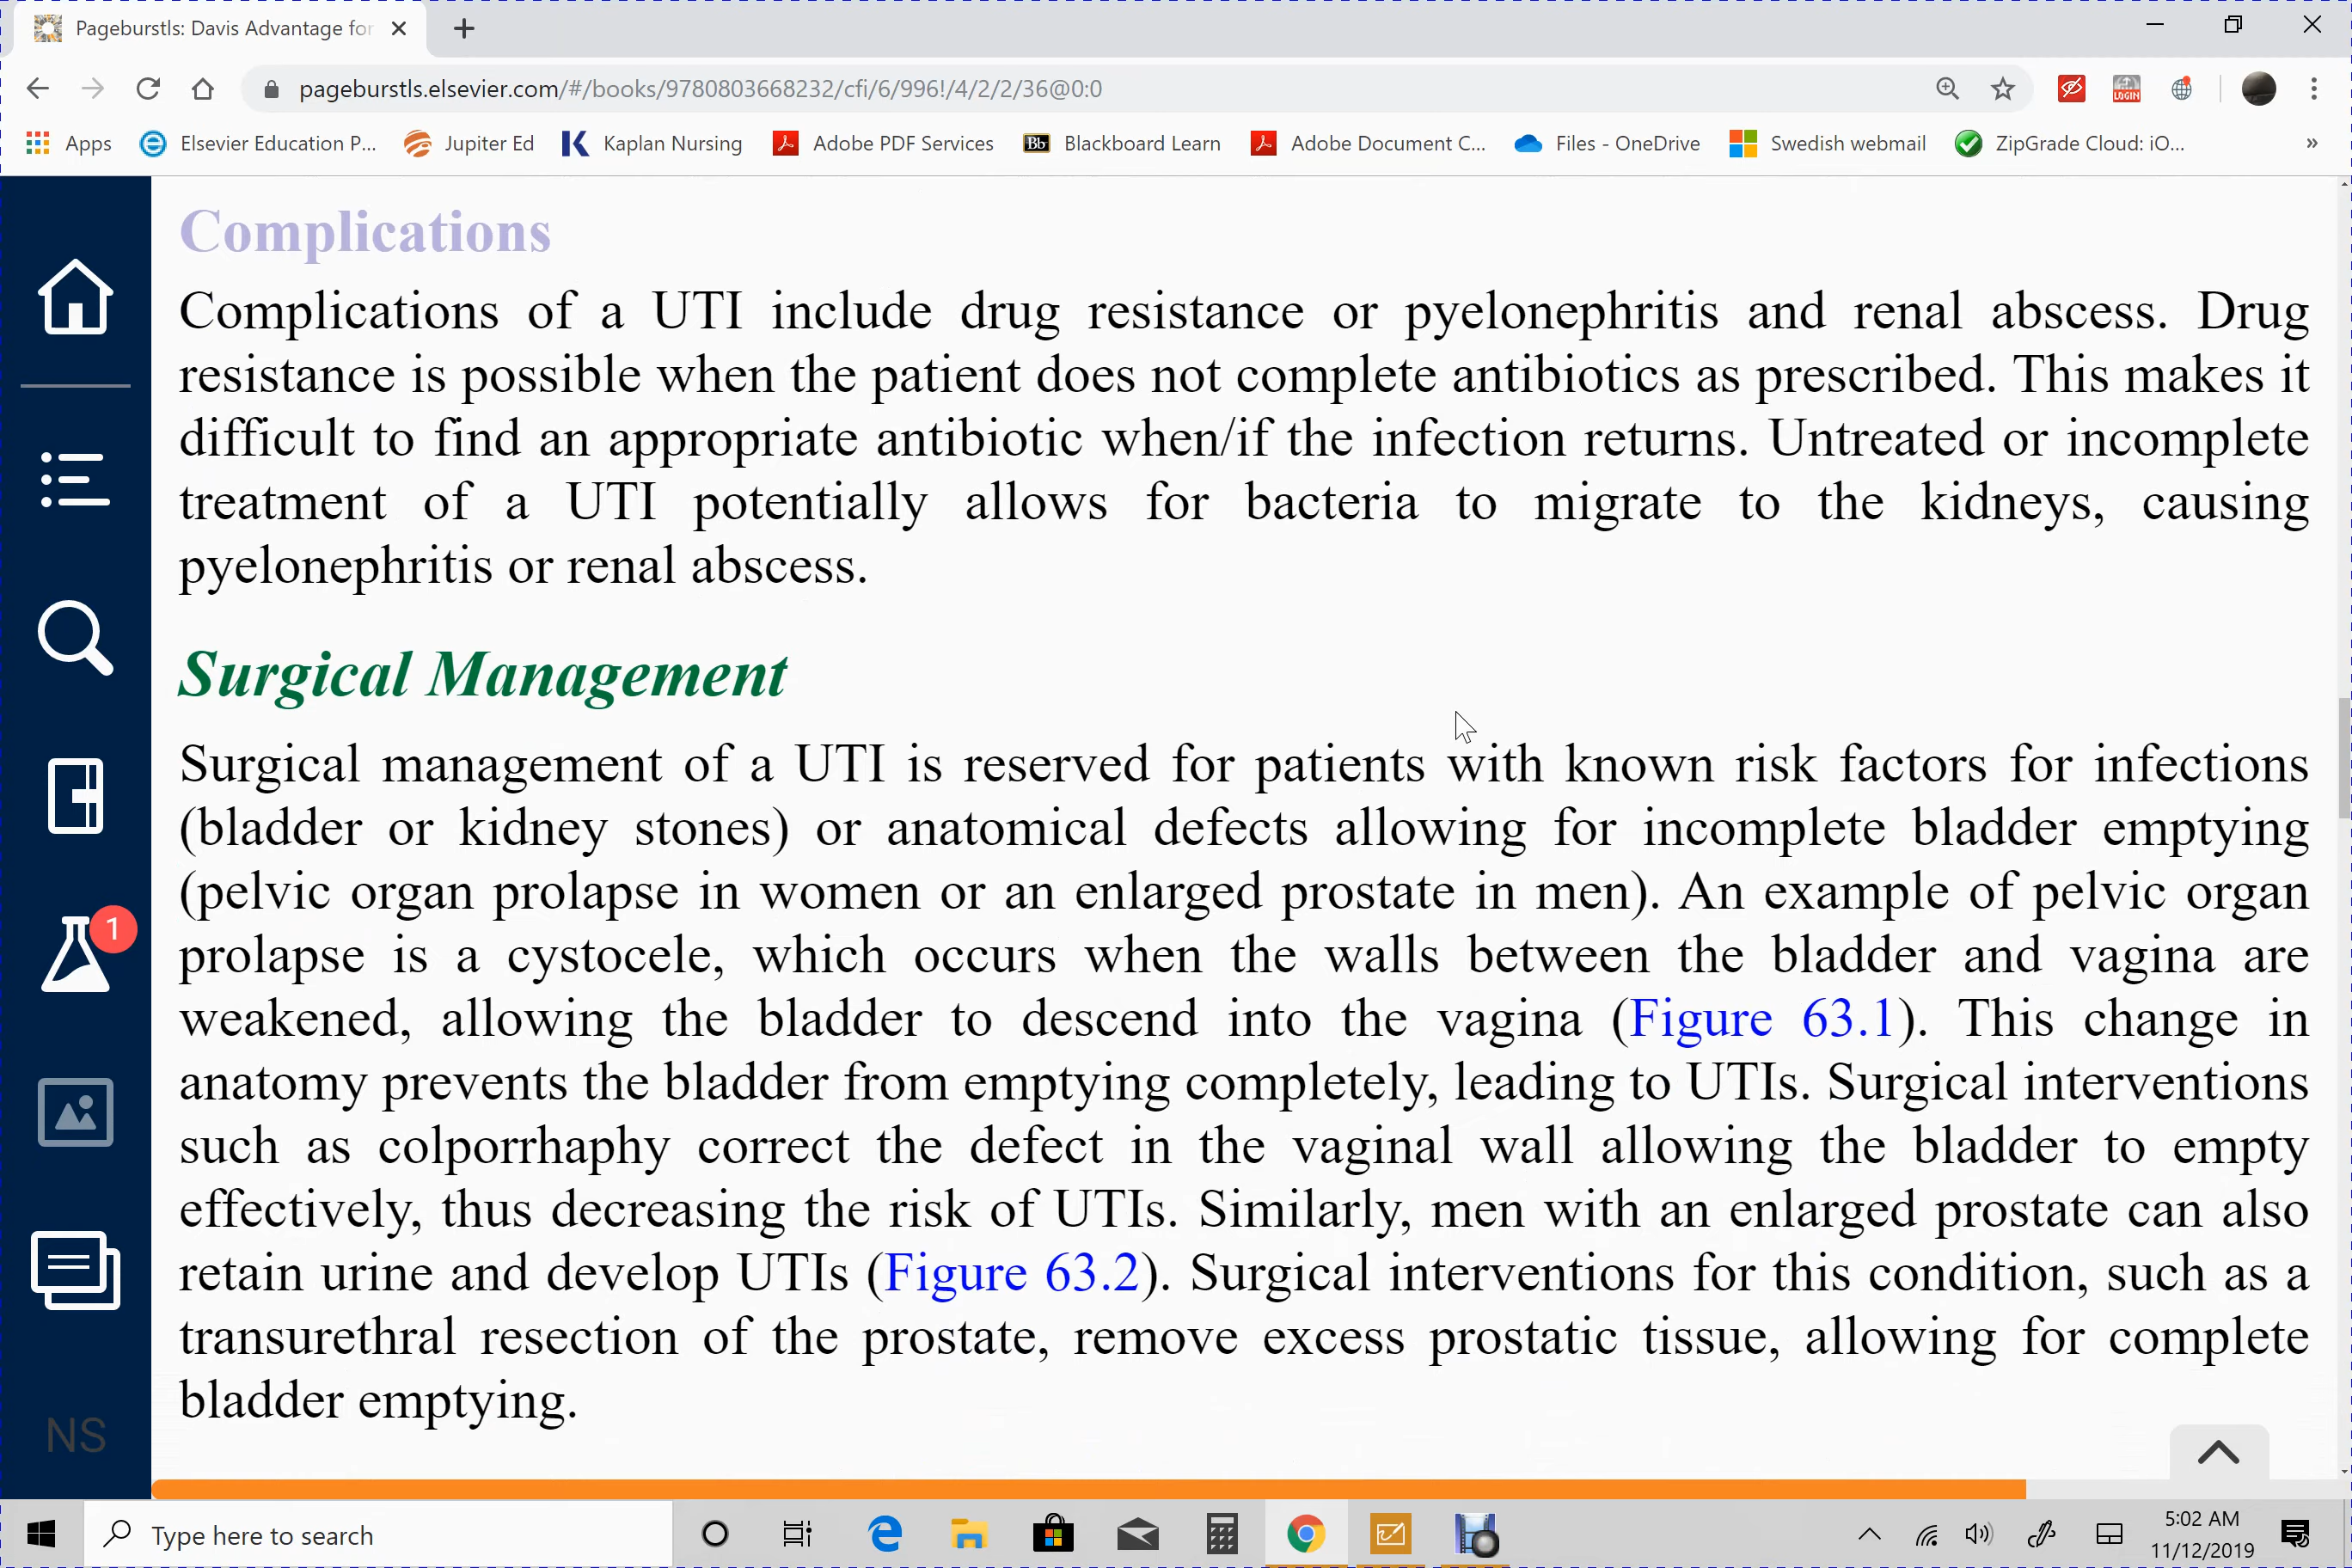 Pageburstls: Davis Advantage for
pageburstls.elsevier.com/#/books/9780803668232/cfi/6/996!/4/2/2/36@0:0
LOGIN
Apps
Elsevier Education P...
Jupiter Ed
Kaplan Nursing
Adobe PDF Services
Bb
Blackboard Learn
Adobe Document C...
Files - OneDrive
Swedish webmail
ZipGrade Cloud: iO...
»
Complications
Complications of a UTI include drug resistance or pyelonephritis and renal abscess. Drug
resistance is possible when the patient does not complete antibiotics as prescribed. This makes it
difficult to find an appropriate antibiotic when/if the infection returns. Untreated or incomplete
treatment of a UTI potentially allows for bacteria to migrate to the kidneys, causing
pyelonephritis or renal abscess.
Surgical Management
Surgical management of a UTI is reserved for patients with known risk factors for infections
(bladder or kidney stones) or anatomical defects allowing for incomplete bladder emptying
(pelvic organ prolapse in women or an enlarged prostate in men). An example of pelvic organ
prolapse is a cystocele, which occurs when the walls between the bladder and vagina are
weakened, allowing the bladder to descend into the vagina (Figure 63.1). This change in
anatomy prevents the bladder from emptying completely, leading to UTIs. Surgical interventions
such as colporrhaphy correct the defect in the vaginal wall allowing the bladder to empty
effectively, thus decreasing the risk of UTIs. Similarly, men with an enlarged prostate can also
retain urine and develop UTIs (Figure 63.2). Surgical interventions for this condition, such as a
transurethral resection of the prostate, remove excess prostatic tissue, allowing for complete
bladder emptying.
1
NS
Type here to search
5:02 AM
11/12/2019